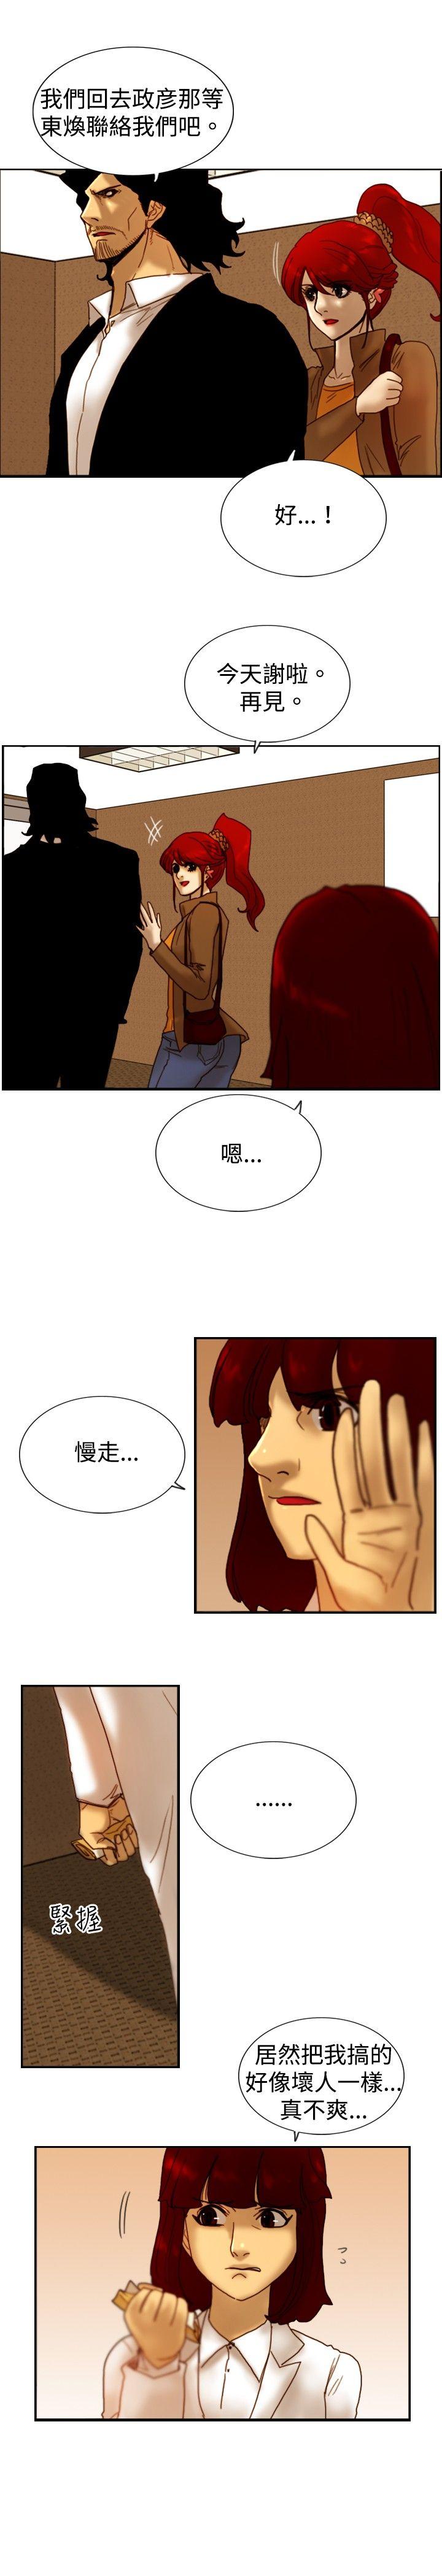 我們回去政彦那等
東煥聯絡我們吧。
好...！
今天謝啦。
再見。
嗯...
慢走...
......
緊握
居然把我搞的
好像壞人一樣...
真不爽...